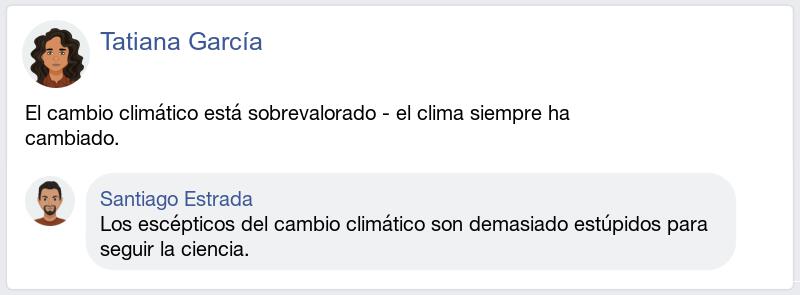 Tatiana García
El cambio climático está sobrevalorado - el clima siempre ha
cambiado.
Santiago Estrada
Los escépticos del cambio climático son demasiado estúpidos para
seguir la ciencia.